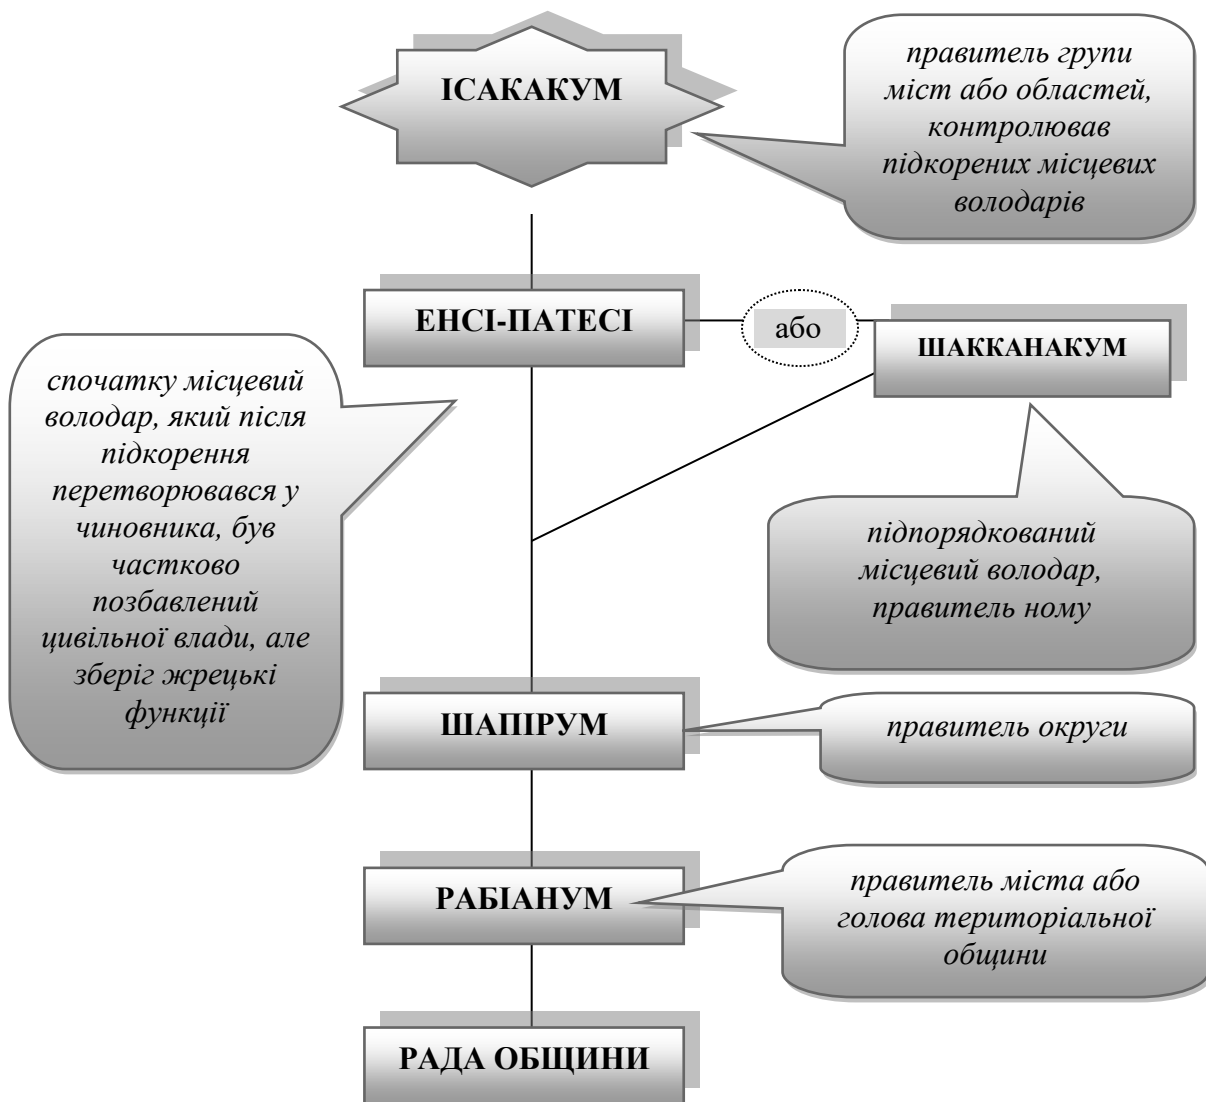 ІСАКАКУМ
правитель групи
міст або областей,
контролював
підкорених місцевих
володарів
ЕНСІ-ПАТЕСІ
або
ШАККАНАКУМ
спочатку місцевий
володар, який після
підкорення
перетворювався у
чиновника, був
частково
позбавлений
цивільної влади, але
зберіг жрецькі
функції
підпорядкований
місцевий володар,
правитель ному
ШАПІРУМ
правитель округи
РАБІАНУМ
правитель міста або
голова територіальної
общини
РАДА ОБЩИНИ